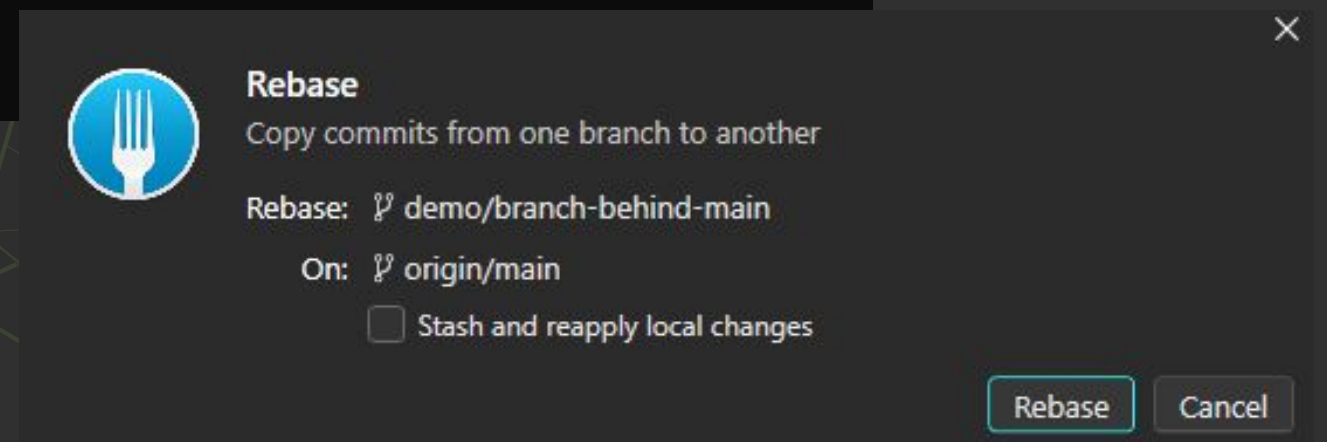 Rebase
Copy commits from one branch to another
Rebase: demo/branch-behind-main
On: origin/main
Stash and reapply local changes
Rebase Cancel